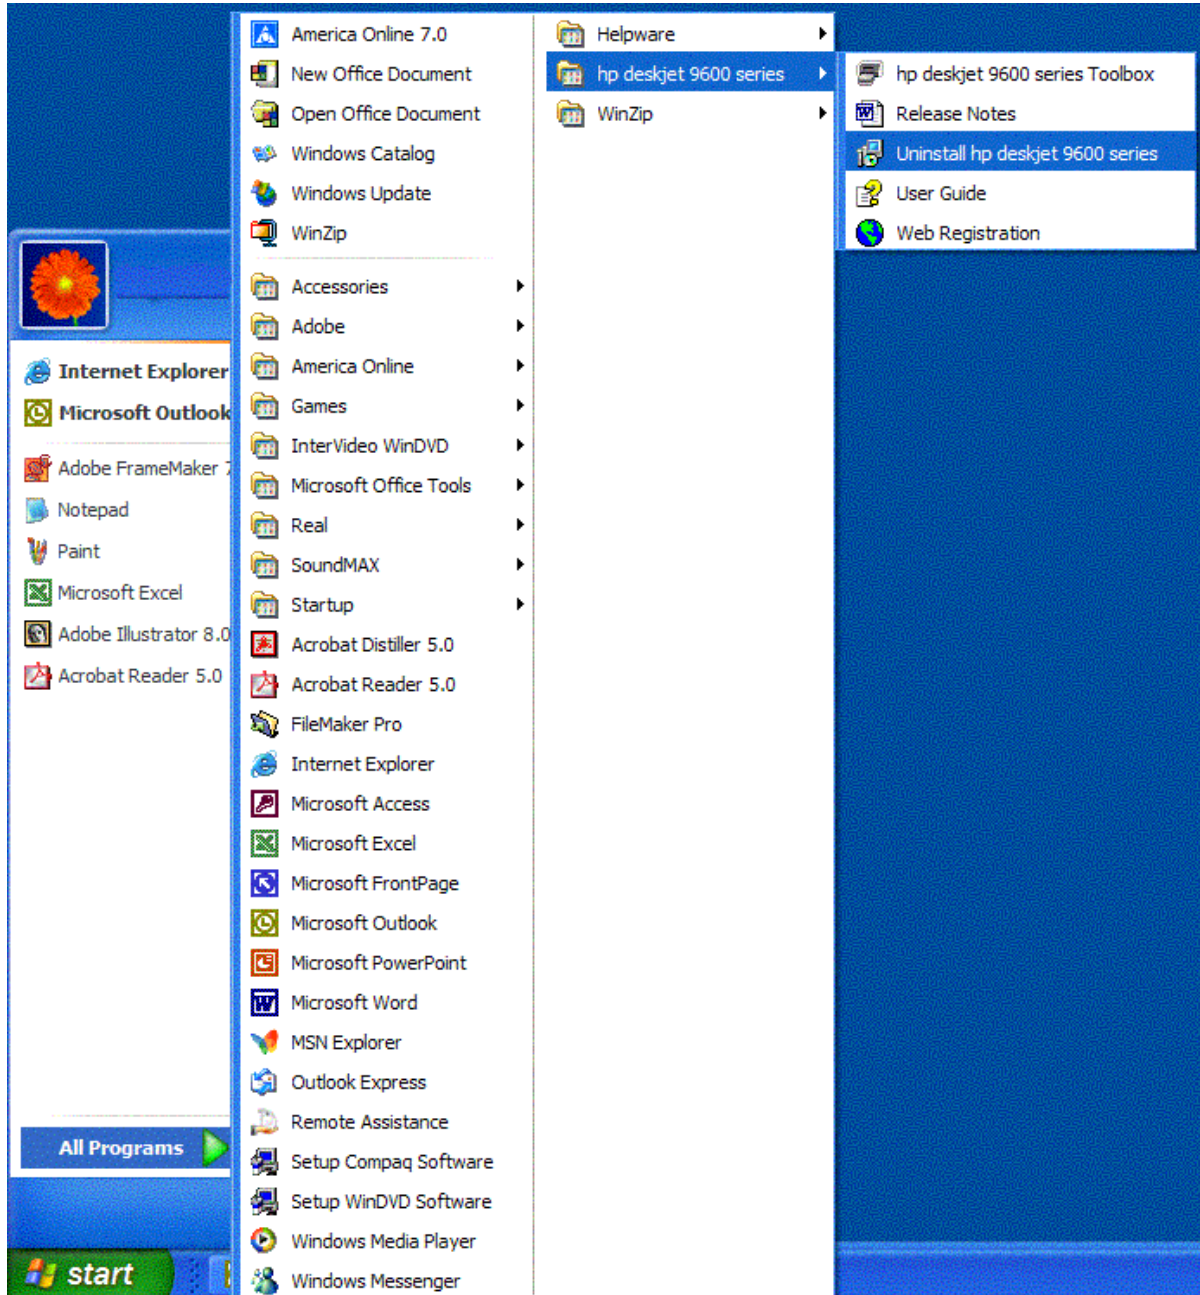 America Online 7.0
New Office Document
Open Office Document
Windows Catalog
Windows Update
WinZip
Accessories
Adobe
America Online
Games
InterVideo WinDVD
Microsoft Office Tools
Real
SoundMAX
Startup
Acrobat Distiller 5.0
Acrobat Reader 5.0
FileMaker Pro
Internet Explorer
Microsoft Access
Microsoft Excel
Microsoft FrontPage
Microsoft Outlook
Microsoft PowerPoint
Microsoft Word
MSN Explorer
Outlook Express
Remote Assistance
Setup Compaq Software
Setup WinDVD Software
Windows Media Player
Windows Messenger
Helpware
hp deskjet 9600 series
WinZip
hp deskjet 9600 series Toolbox
Release Notes
Uninstall hp deskjet 9600 series
User Guide
Web Registration
Internet Explorer
Microsoft Outlook
Adobe FrameMaker 7
Notepad
Paint
Microsoft Excel
Adobe Illustrator 8.0
Acrobat Reader 5.0
All Programs
start